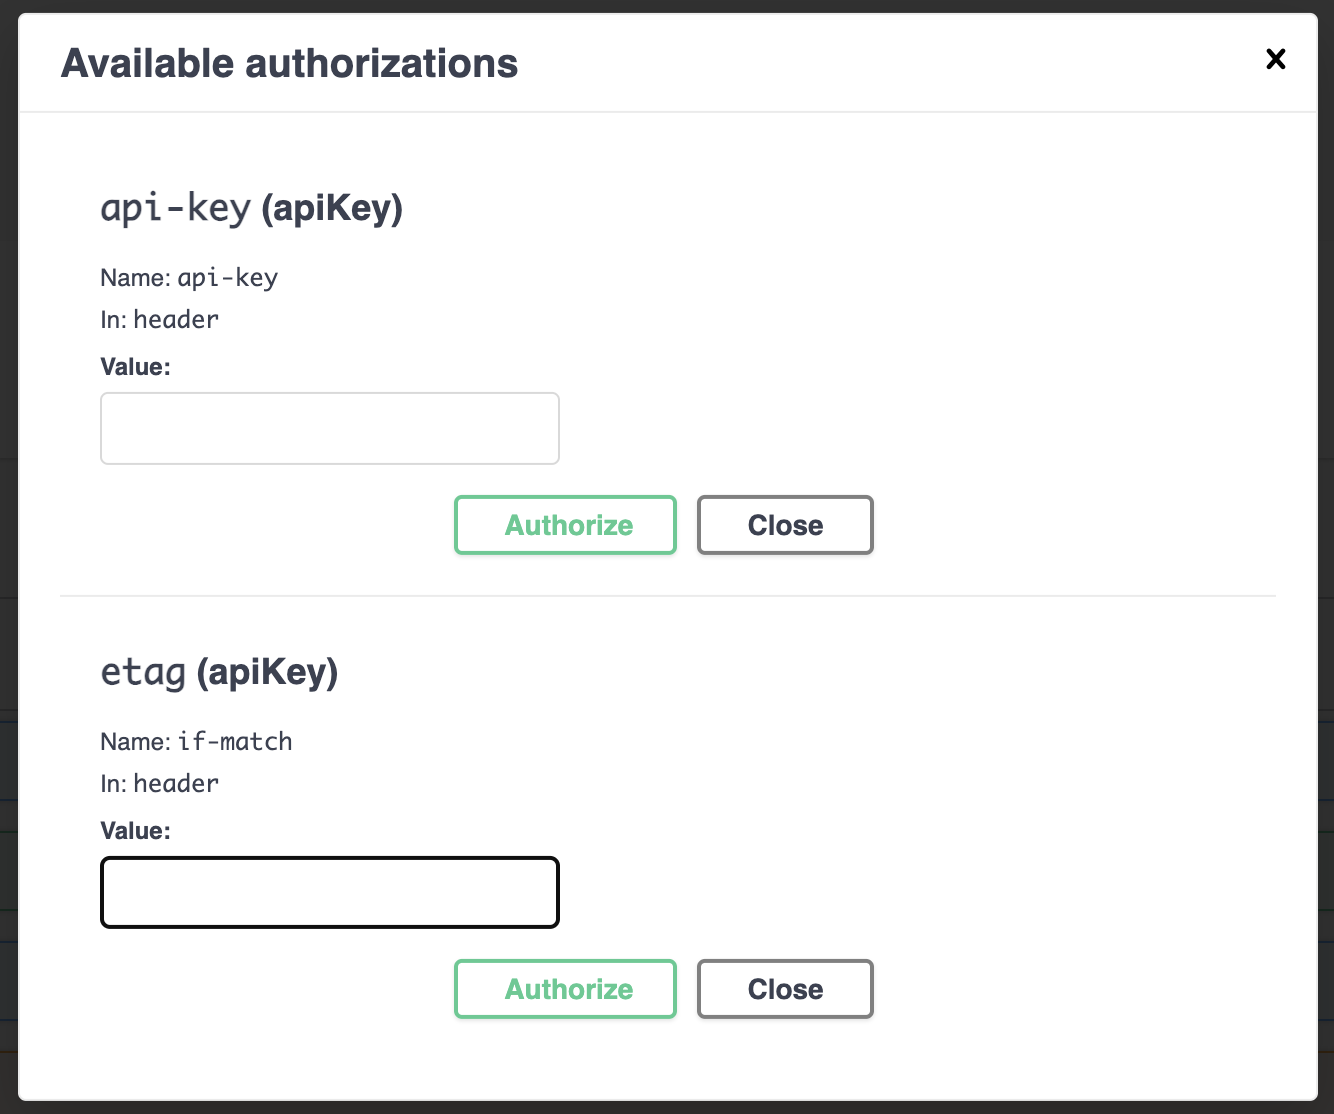 Available authorizations
api-key (apiKey)
Name: api-key
In: header
Value:
Authorize Close
etag (apiKey)
Name: if-match
In: header
Value:
Authorize Close